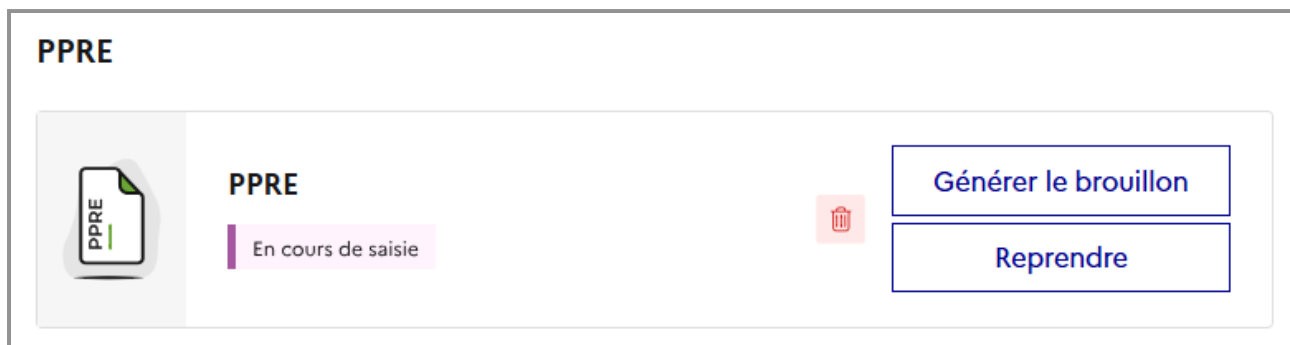 PPRE
PPRE
PPRE
En cours de saisie
Générer le brouillon
Reprendre